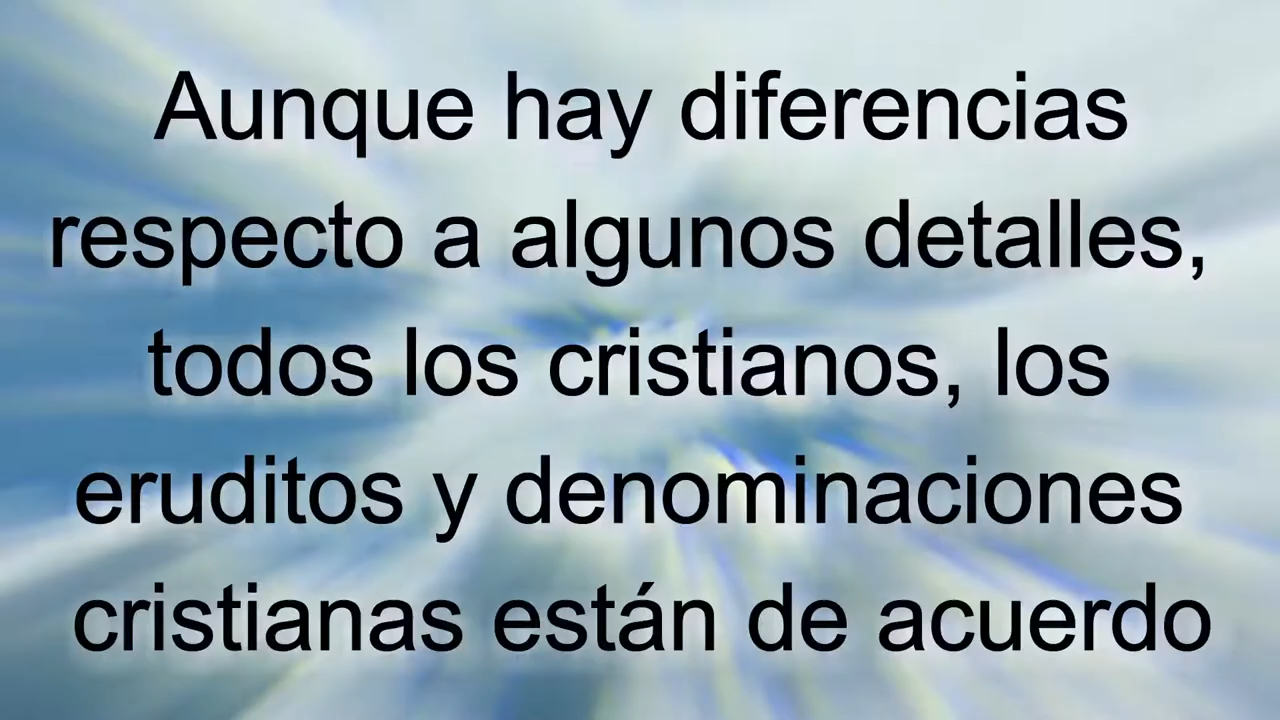 Aunque hay diferencias
respecto a algunos detalles,
todos los cristianos, los
eruditos y denominaciones
cristianas están de acuerdo